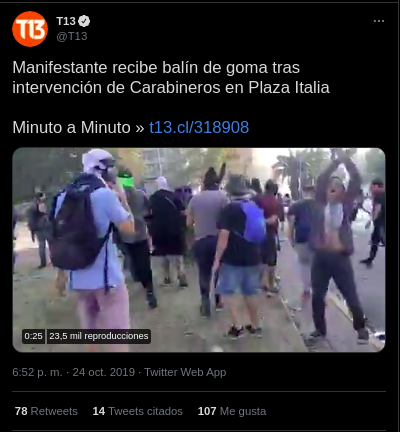 T13
T13
@T13
Manifestante recibe balín de goma tras
intervención de Carabineros en Plaza Italia
Minuto a Minuto » t13.cl/318908
0:25 23,5 mil reproducciones
6:52 p. m. · 24 oct. 2019 · Twitter Web App
78 Retweets 14 Tweets citados 107 Me gusta